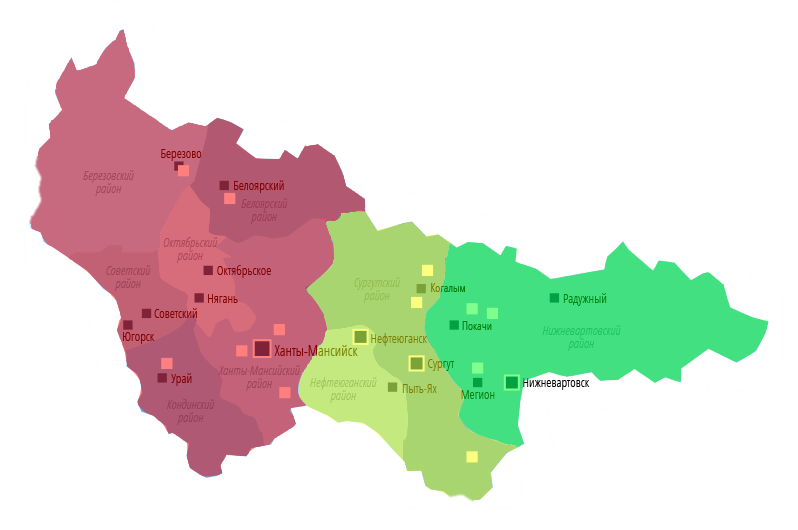 Березово
Березовский
район
Белоярский
Белоярский
район
Октябрьский
район
Советский
район
Октябрьское
Нягань
Советский
Югорск
Ханты-Мансийск
Ханты-Мансийский
район
Урай
Кондинский
район
Сургутский
район
Когалым
Нефтеюганск
Сургут
Нефтеюганский
район
Пыть-Ях
Радужный
Покачи
Нижневартовский
район
Нижневартовск
Мегион